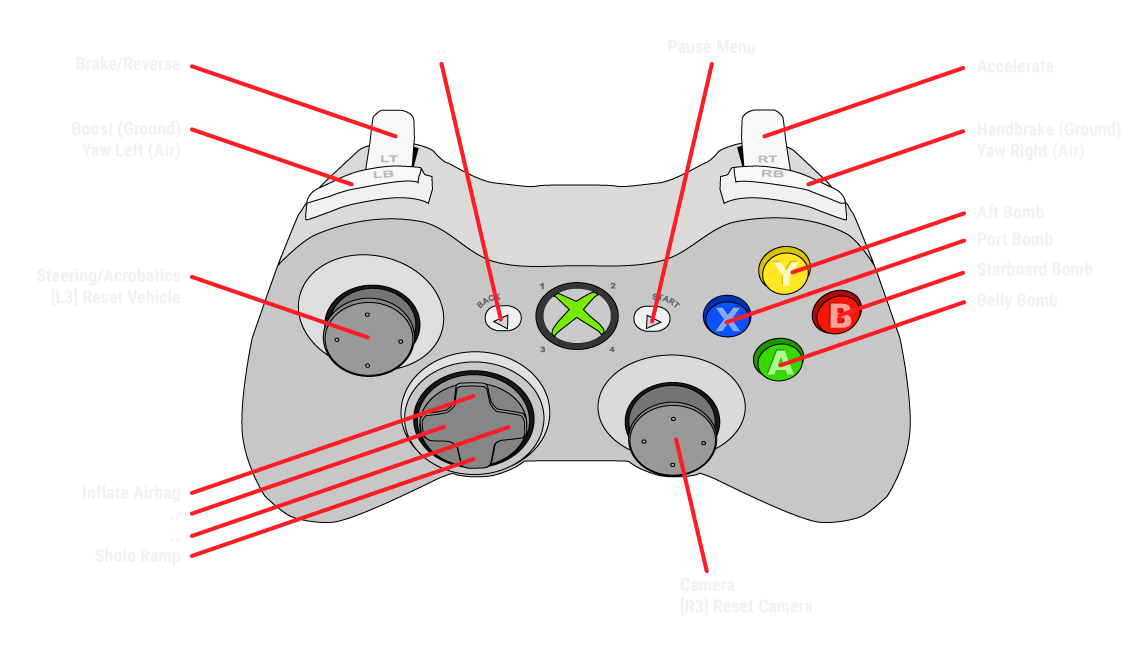 ..
Pause Menu
Brake/Reverse
Accelerate
Boost (Ground)
Yaw Left (Air)
Handbrake (Ground)
Yaw Right (Air)
LT
LB
RT
RB
Aft Bomb
Port Bomb
Starboard Bomb
Belly Bomb
Steering/Acrobatics
[L3] Reset Vehicle
BACK
1
2
3
4
START
Y
X
B
A
Inflate Airbag
..
..
Sholo Ramp
Camera
[R3] Reset Camera